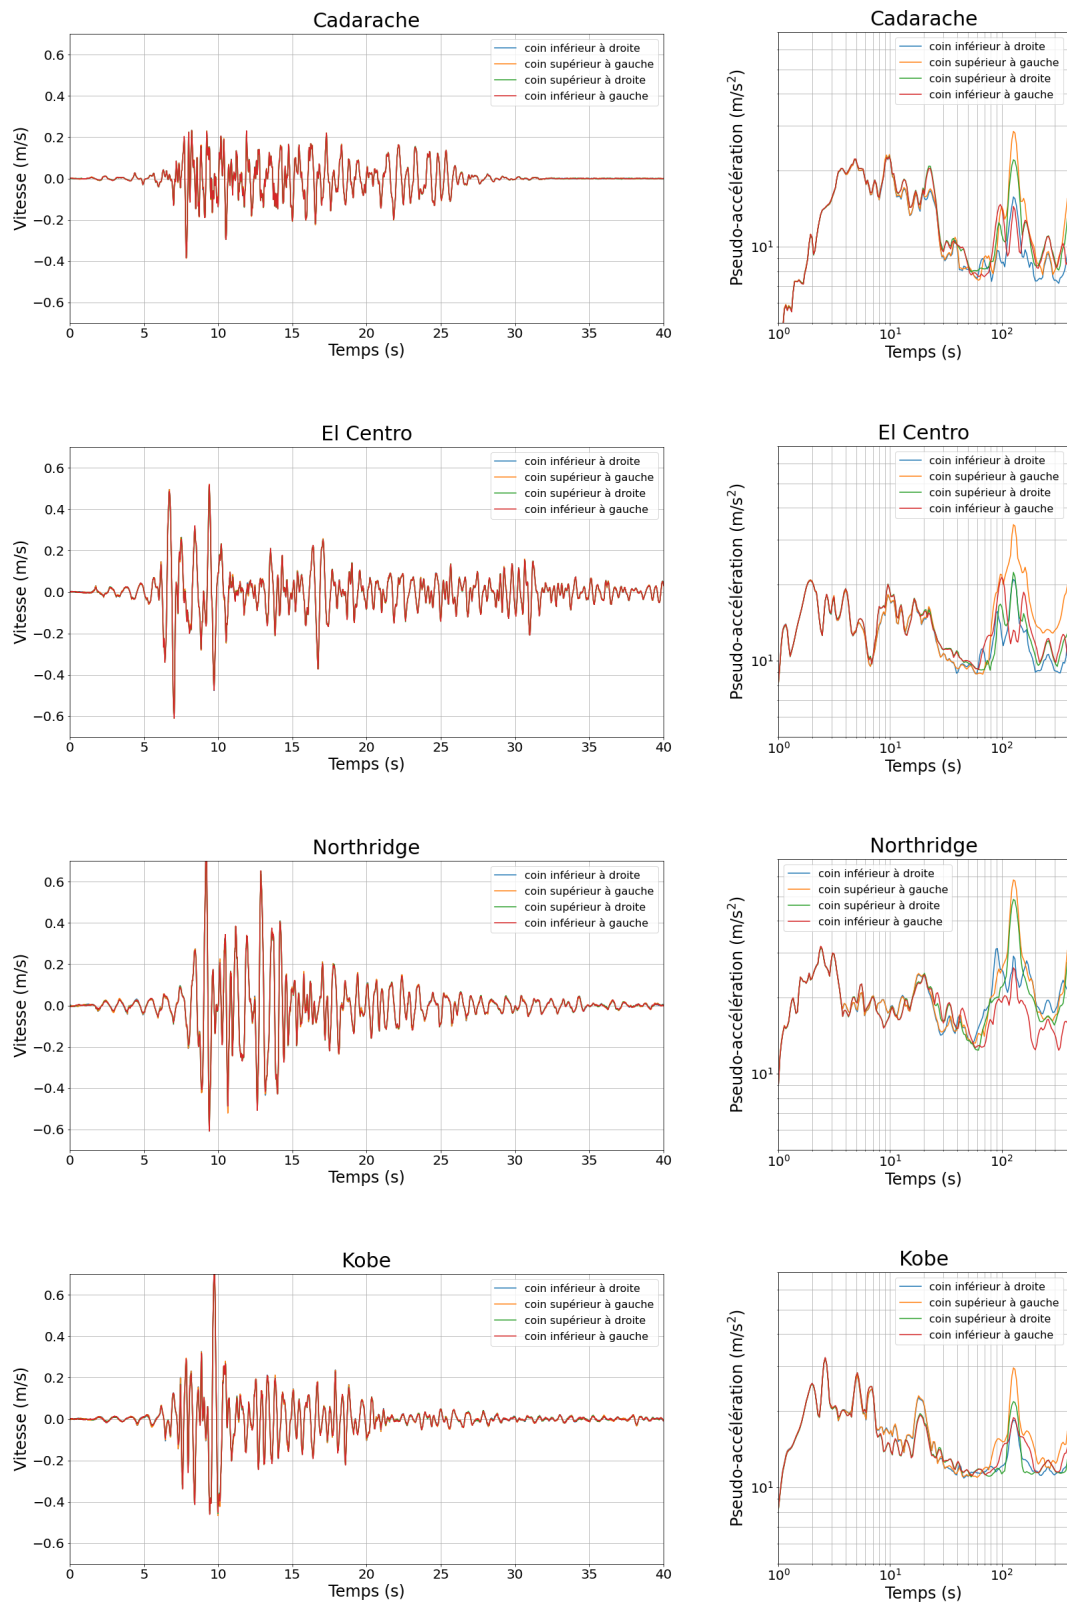 Cadarache
Vitesse (m/s)
0.6
0.4
0.2
0.0
−0.2
−0.4
−0.6
coin inférieur à droite
coin supérieur à gauche
coin supérieur à droite
coin inférieur à gauche
0 5 10 15 20 25 30 35 40
Temps (s)
Cadarache
Pseudo-accélération (m/s²)
10¹
coin inférieur à droite
coin supérieur à gauche
coin supérieur à droite
coin inférieur à gauche
10⁰ 10¹ 10²
Temps (s)
El Centro
Vitesse (m/s)
0.6
0.4
0.2
0.0
−0.2
−0.4
−0.6
coin inférieur à droite
coin supérieur à gauche
coin supérieur à droite
coin inférieur à gauche
0 5 10 15 20 25 30 35 40
Temps (s)
El Centro
Pseudo-accélération (m/s²)
10¹
coin inférieur à droite
coin supérieur à gauche
coin supérieur à droite
coin inférieur à gauche
10⁰ 10¹ 10²
Temps (s)
Northridge
Vitesse (m/s)
0.6
0.4
0.2
0.0
−0.2
−0.4
−0.6
coin inférieur à droite
coin supérieur à gauche
coin supérieur à droite
coin inférieur à gauche
0 5 10 15 20 25 30 35 40
Temps (s)
Northridge
Pseudo-accélération (m/s²)
10¹
coin inférieur à droite
coin supérieur à gauche
coin supérieur à droite
coin inférieur à gauche
10⁰ 10¹ 10²
Temps (s)
Kobe
Vitesse (m/s)
0.6
0.4
0.2
0.0
−0.2
−0.4
−0.6
coin inférieur à droite
coin supérieur à gauche
coin supérieur à droite
coin inférieur à gauche
0 5 10 15 20 25 30 35 40
Temps (s)
Kobe
Pseudo-accélération (m/s²)
10¹
coin inférieur à droite
coin supérieur à gauche
coin supérieur à droite
coin inférieur à gauche
10⁰ 10¹ 10²
Temps (s)